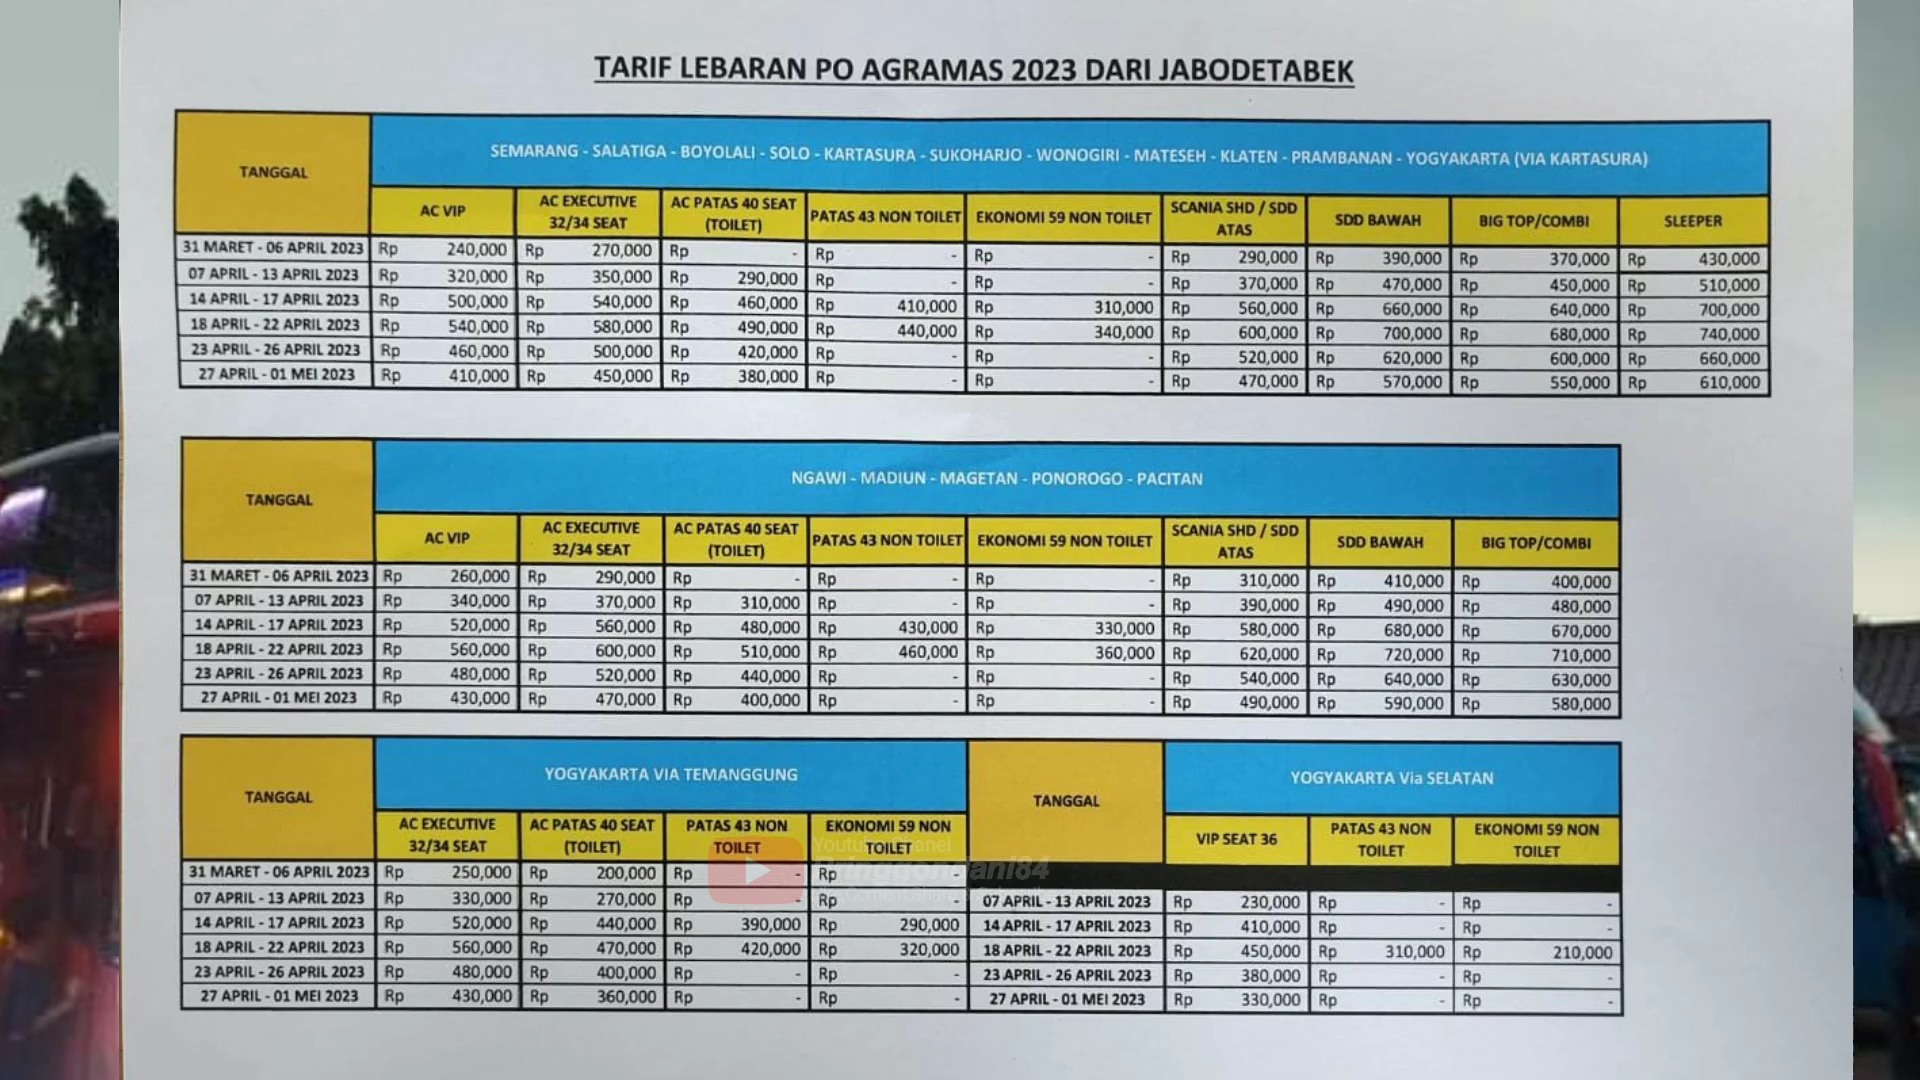 TARIF LEBARAN PO AGRAMAS 2023 DARI JABODETABEK
TANGGAL
SEMARANG - SALATIGA - BOYOLALI - SOLO - KARTASURA - SUKOHARJO - WONOGIRI - MATESEH - KLATEN - PRAMBANAN - YOGYAKARTA (VIA KARTASURA)
AC VIP
AC EXECUTIVE
32/34 SEAT
AC PATAS 40 SEAT
(TOILET)
PATAS 43 NON TOILET
EKONOMI 59 NON TOILET
SCANIA SHD / SDD
ATAS
SDD BAWAH
BIG TOP/COMBI
SLEEPER
31 MARET - 06 APRIL 2023 Rp 240,000 Rp 270,000 Rp - Rp - Rp - Rp 290,000 Rp 390,000 Rp 370,000 Rp 430,000
07 APRIL - 13 APRIL 2023 Rp 320,000 Rp 350,000 Rp 290,000 Rp - Rp - Rp 370,000 Rp 470,000 Rp 450,000 Rp 510,000
14 APRIL - 17 APRIL 2023 Rp 500,000 Rp 540,000 Rp 460,000 Rp 410,000 Rp 310,000 Rp 560,000 Rp 660,000 Rp 640,000 Rp 700,000
18 APRIL - 22 APRIL 2023 Rp 540,000 Rp 580,000 Rp 490,000 Rp 440,000 Rp 340,000 Rp 600,000 Rp 700,000 Rp 680,000 Rp 740,000
23 APRIL - 26 APRIL 2023 Rp 460,000 Rp 500,000 Rp 420,000 Rp - Rp - Rp 520,000 Rp 620,000 Rp 600,000 Rp 660,000
27 APRIL - 01 MEI 2023 Rp 410,000 Rp 450,000 Rp 380,000 Rp - Rp - Rp 470,000 Rp 570,000 Rp 550,000 Rp 610,000
TANGGAL
NGAWI - MADIUN - MAGETAN - PONOROGO - PACITAN
AC VIP
AC EXECUTIVE
32/34 SEAT
AC PATAS 40 SEAT
(TOILET)
PATAS 43 NON TOILET
EKONOMI 59 NON TOILET
SCANIA SHD / SDD
ATAS
SDD BAWAH
BIG TOP/COMBI
31 MARET - 06 APRIL 2023 Rp 260,000 Rp 290,000 Rp - Rp - Rp - Rp 310,000 Rp 410,000 Rp 400,000
07 APRIL - 13 APRIL 2023 Rp 340,000 Rp 370,000 Rp 310,000 Rp - Rp - Rp 390,000 Rp 490,000 Rp 480,000
14 APRIL - 17 APRIL 2023 Rp 520,000 Rp 560,000 Rp 480,000 Rp 430,000 Rp 330,000 Rp 580,000 Rp 680,000 Rp 670,000
18 APRIL - 22 APRIL 2023 Rp 560,000 Rp 600,000 Rp 510,000 Rp 460,000 Rp 360,000 Rp 620,000 Rp 720,000 Rp 710,000
23 APRIL - 26 APRIL 2023 Rp 480,000 Rp 520,000 Rp 440,000 Rp - Rp - Rp 540,000 Rp 640,000 Rp 630,000
27 APRIL - 01 MEI 2023 Rp 430,000 Rp 470,000 Rp 400,000 Rp - Rp - Rp 490,000 Rp 590,000 Rp 580,000
TANGGAL
YOGYAKARTA VIA TEMANGGUNG
AC EXECUTIVE
32/34 SEAT
AC PATAS 40 SEAT
(TOILET)
PATAS 43 NON
TOILET
EKONOMI 59 NON
TOILET
31 MARET - 06 APRIL 2023 Rp 250,000 Rp 200,000 Rp - Rp
07 APRIL - 13 APRIL 2023 Rp 330,000 Rp 270,000 Rp - Rp -
14 APRIL - 17 APRIL 2023 Rp 520,000 Rp 440,000 Rp 390,000 Rp 290,000
18 APRIL - 22 APRIL 2023 Rp 560,000 Rp 470,000 Rp 420,000 Rp 320,000
23 APRIL - 26 APRIL 2023 Rp 480,000 Rp 400,000 Rp - Rp -
27 APRIL - 01 MEI 2023 Rp 430,000 Rp 360,000 Rp - Rp -
TANGGAL
YOGYAKARTA Via SELATAN
VIP SEAT 36
PATAS 43 NON
TOILET
EKONOMI 59 NON
TOILET
07 APRIL - 13 APRIL 2023 Rp 230,000 Rp - Rp -
14 APRIL - 17 APRIL 2023 Rp 410,000 Rp - Rp -
18 APRIL - 22 APRIL 2023 Rp 450,000 Rp 310,000 Rp 210,000
23 APRIL - 26 APRIL 2023 Rp 380,000 Rp - Rp -
27 APRIL - 01 MEI 2023 Rp 330,000 Rp - Rp -